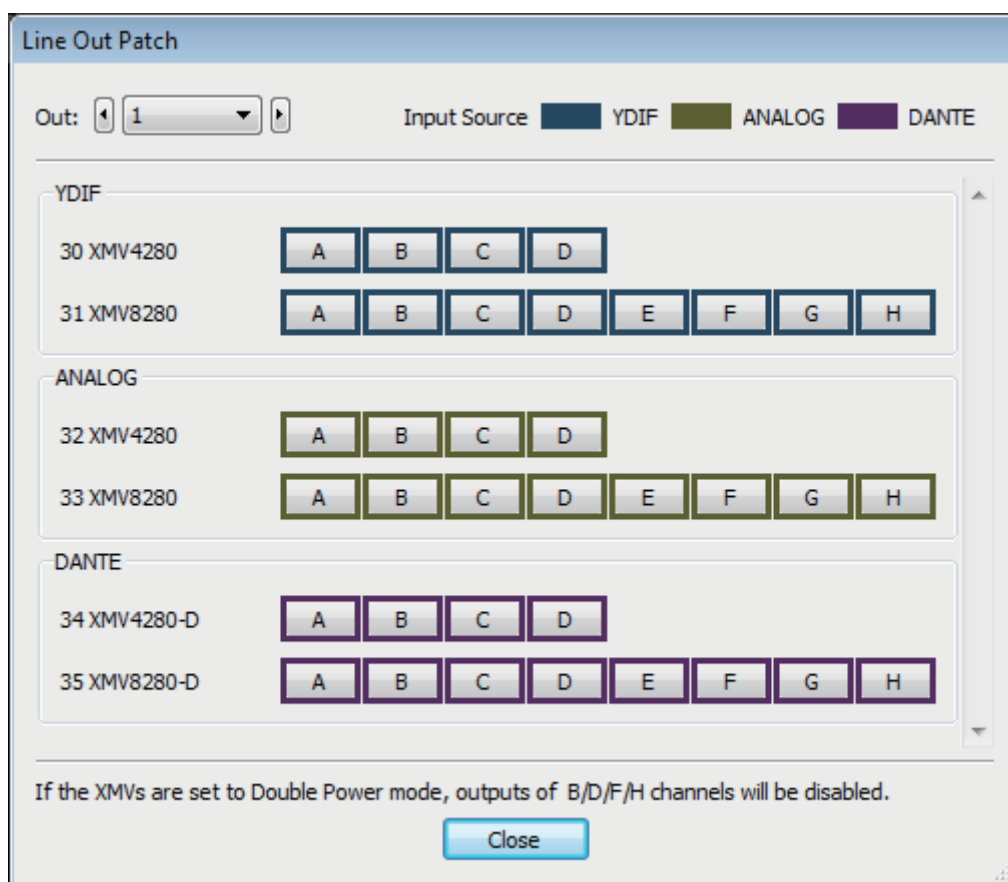 Line Out Patch
Out: 1 Input Source YDIF ANALOG DANTE
YDIF
30 XMV4280 A B C D
31 XMV8280 A B C D E F G H
ANALOG
32 XMV4280 A B C D
33 XMV8280 A B C D E F G H
DANTE
34 XMV4280-D A B C D
35 XMV8280-D A B C D E F G H
If the XMVs are set to Double Power mode, outputs of B/D/F/H channels will be disabled.
Close